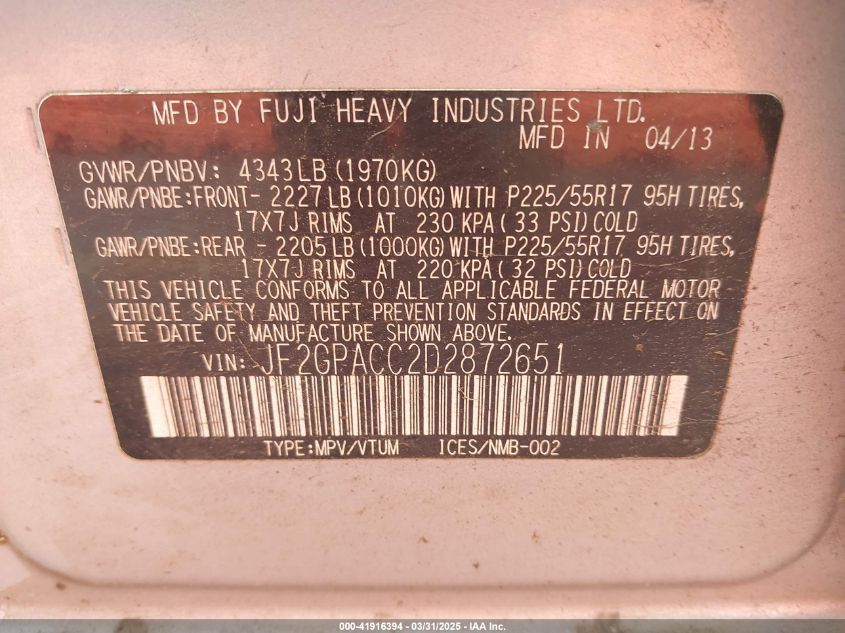 MFD BY FUJI HEAVY INDUSTRIES LTD.
MFD IN 04/13
GVWR/PNBV: 4343LB (1970KG)
GAWR/PNBE:FRONT- 2227 LB (1010KG) WITH P225/55R17 95H TIRES,
17X7J RIMS AT 230 KPA ( 33 PSI) COLD
GAWR/PNBE:REAR - 2205 LB (1000KG) WITH P225/55R17 95H TIRES,
17X7J RIMS AT 220 KPA ( 32 PSI) COLD
THIS VEHICLE CONFORMS TO ALL APPLICABLE FEDERAL MOTOR
VEHICLE SAFETY AND THEFT PREVENTION STANDARDS IN EFFECT ON
THE DATE OF MANUFACTURE SHOWN ABOVE.
VIN: JF2GPACC2D2872651
TYPE:MPV/VTUM ICES/NMB-002
000-41916394 - 03/31/2025 - IAA Inc.